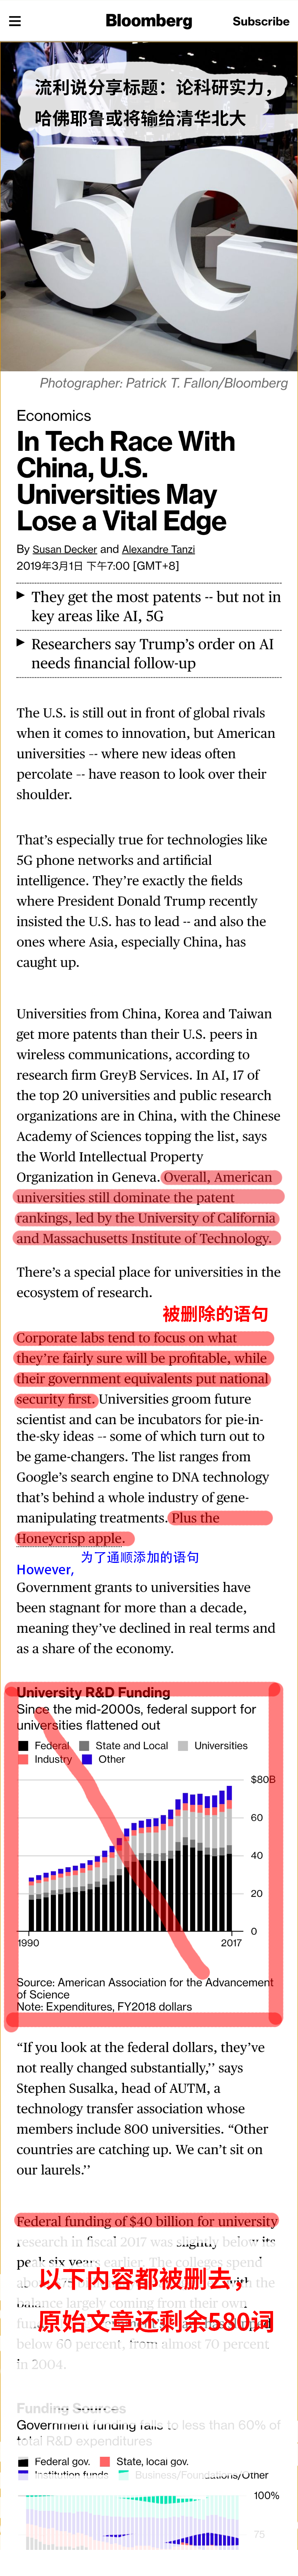 Bloomberg
Subscribe
流利说分享标题：论科研实力，
哈佛耶鲁或将输给清华北大
5G
Photographer: Patrick T. Fallon/Bloomberg
Economics
In Tech Race With
China, U.S.
Universities May
Lose a Vital Edge
By Susan Decker and Alexandre Tanzi
2019年3月1日 下午7:00 [GMT+8]
They get the most patents -- but not in
key areas like AI, 5G
Researchers say Trump's order on AI
needs financial follow-up
The U.S. is still out in front of global rivals
when it comes to innovation, but American
universities -- where new ideas often
percolate -- have reason to look over their
shoulder.
That's especially true for technologies like
5G phone networks and artificial
intelligence. They're exactly the fields
where President Donald Trump recently
insisted the U.S. has to lead -- and also the
ones where Asia, especially China, has
caught up.
Universities from China, Korea and Taiwan
get more patents than their U.S. peers in
wireless communications, according to
research firm GreyB Services. In AI, 17 of
the top 20 universities and public research
organizations are in China, with the Chinese
Academy of Sciences topping the list, says
the World Intellectual Property
Organization in Geneva. Overall, American
universities still dominate the patent
rankings, led by the University of California
and Massachusetts Institute of Technology.
There's a special place for universities in the
ecosystem of research.
被删除的语句
Corporate labs tend to focus on what
they're fairly sure will be profitable, while
their government equivalents put national
security first. Universities groom future
scientist and can be incubators for pie-in-
the-sky ideas -- some of which turn out to
be game-changers. The list ranges from
Google's search engine to DNA technology
that's behind a whole industry of gene-
manipulating treatments. Plus the
Honeycrisp apple.
为了通顺添加的语句
However,
Government grants to universities have
been stagnant for more than a decade,
meaning they've declined in real terms and
as a share of the economy.
University R&D Funding
Since the mid-2000s, federal support for
universities flattened out
Federal State and Local Universities
Industry Other
$80B
60
40
20
0
1990 2017
Source: American Association for the Advancement
of Science
Note: Expenditures, FY2018 dollars
“If you look at the federal dollars, they've
not really changed substantially,’’ says
Stephen Susalka, head of AUTM, a
technology transfer association whose
members include 800 universities. “Other
countries are catching up. We can't sit on
our laurels.’’
Federal funding of $40 billion for university
research in fiscal 2017 was slightly below its
peak six years earlier. The colleges spend
以下内容都被删去，
balance largely coming from their own
原始文章还剩余580词
below 60 percent, from almost 70 percent
in 2004.
Funding Sources
Government funding falls to less than 60% of
total R&D expenditures
Federal gov. State, local gov.
Institution funds Business/Foundations/Other
100%
75